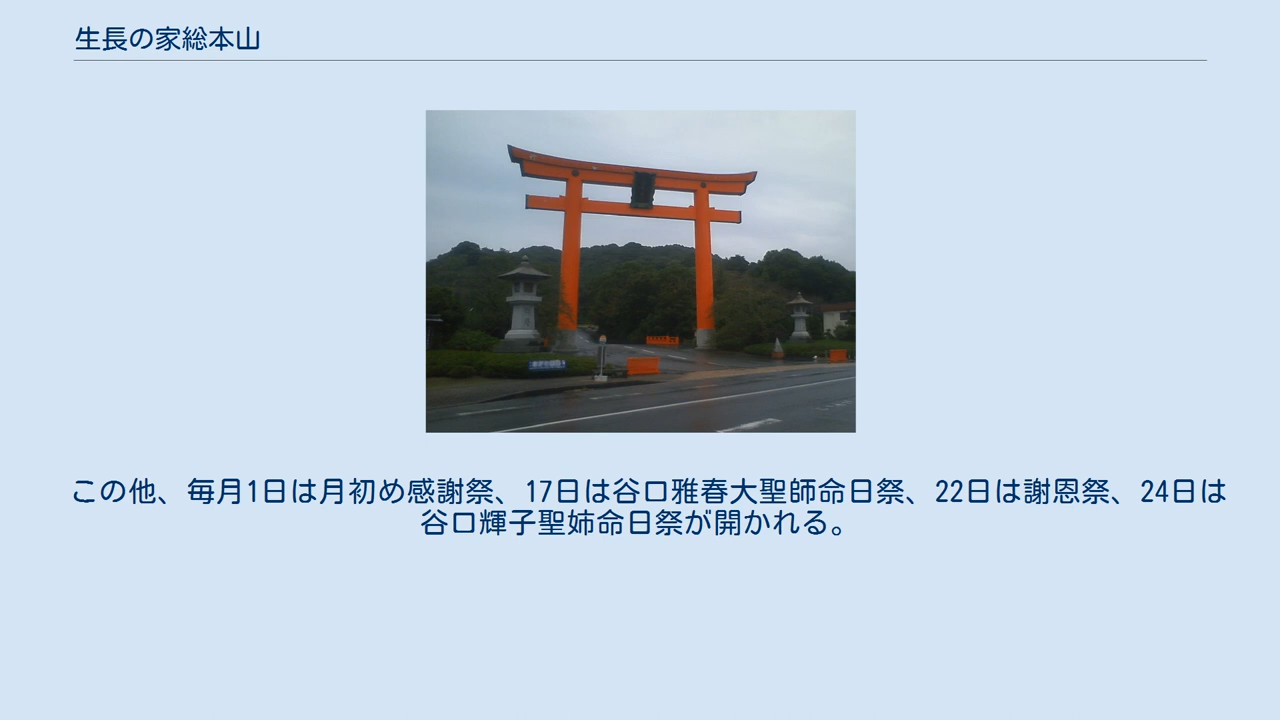 生長の家総本山
この他、毎月1日は月初め感謝祭、17日は谷口雅春大聖師命日祭、22日は謝恩祭、24日は
谷口輝子聖姉命日祭が開かれる。